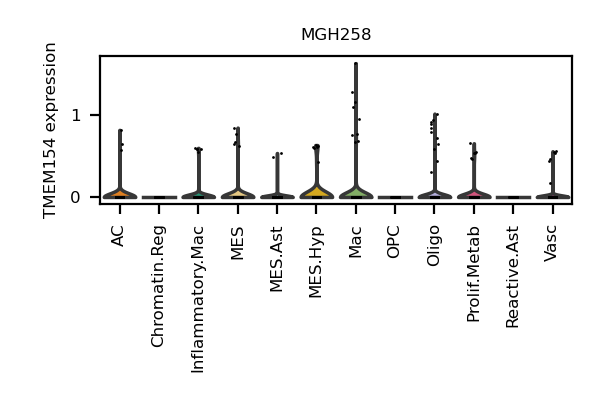 MGH258
TMEM154 expression
1
0
AC
Chromatin.Reg
Inflammatory.Mac
MES
MES.Ast
MES.Hyp
Mac
OPC
Oligo
Prolif.Metab
Reactive.Ast
Vasc